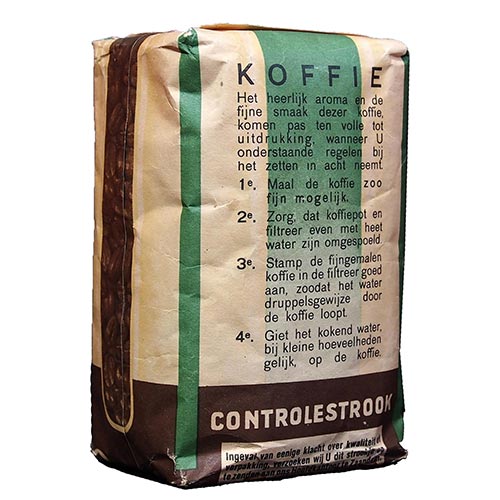 KOFFIE
Het heerlijk aroma en de
fijne smaak dezer koffie,
komen pas ten volle tot
uitdrukking, wanneer U
onderstaande regelen bij
het zetten in acht neemt.
1e. Maal de koffie zoo
fijn mogelijk.
2e. Zorg, dat koffiepot en
filtreer even met heet
water zijn omgespoeld.
3e. Stamp de fijngemalen
koffie in de filtreer goed
aan, zoodat het water
druppelsgewijze door
de koffie loopt.
4e. Giet het kokend water,
bij kleine hoeveelheden
gelijk, op de koffie.
CONTROLESTROOK
Ingeval van eenige klacht over kwaliteit of
verpakking, verzoeken wij U dit strookje
te zenden aan